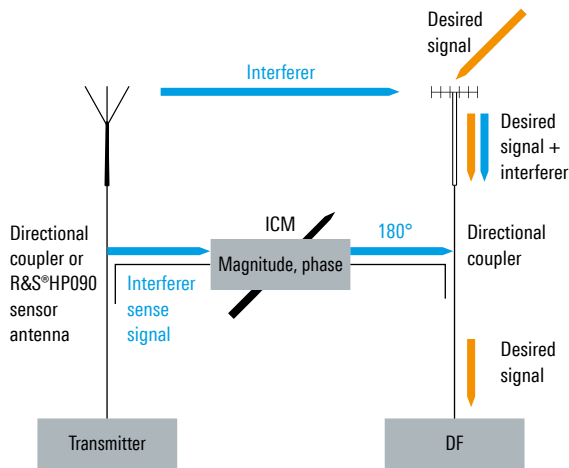 Desired
signal
Interferer
Desired
signal +
interferer
ICM
180°
Directional
coupler or
R&S®HP090
sensor
antenna
Magnitude, phase
Directional
coupler
Interferer
sense
signal
Desired
signal
Transmitter
DF